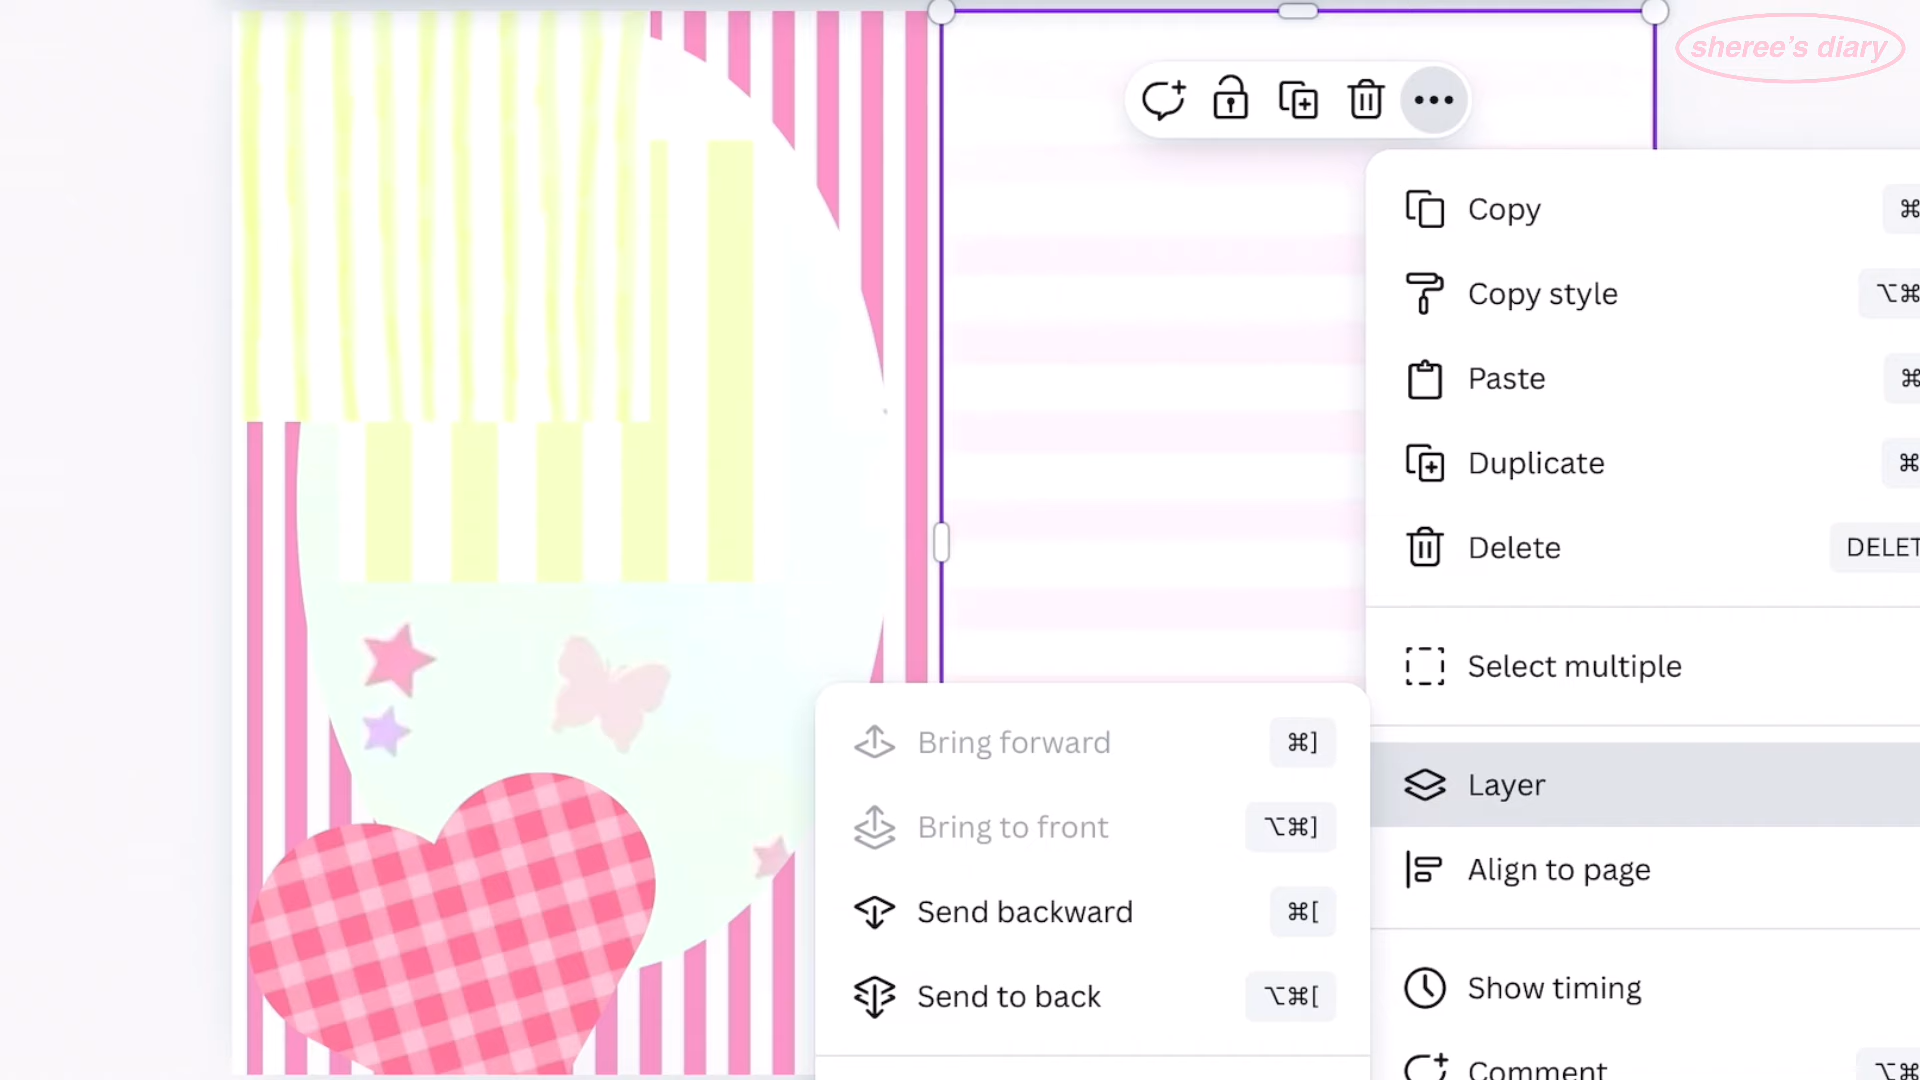 sheree's diary
Copy ⌘
Copy style ⌥⌘
Paste ⌘
Duplicate ⌘
Delete DELET
Select multiple
Layer
Align to page
Show timing
Comment ⌥⌘
Bring forward ⌘]
Bring to front ⌥⌘]
Send backward ⌘[
Send to back ⌥⌘[